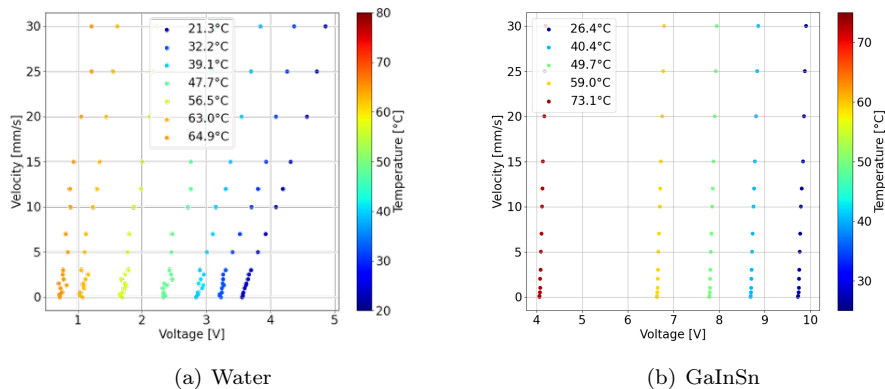 30
25
20
15
10
5
0
Velocity [mm/s]
1
2
3
4
5
Voltage [V]
21.3°C
32.2°C
39.1°C
47.7°C
56.5°C
63.0°C
64.9°C
80
70
60
50
40
30
20
Temperature [°C]
(a) Water
30
25
20
15
10
5
0
Velocity [mm/s]
4
5
6
7
8
9
10
Voltage [V]
26.4°C
40.4°C
49.7°C
59.0°C
73.1°C
70
60
50
40
30
Temperature [°C]
(b) GaInSn